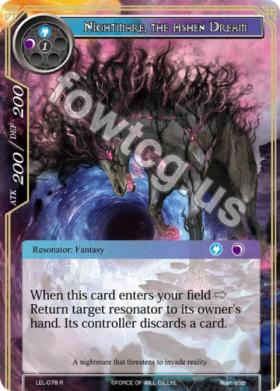 1
Nightmare, the Ashen Dream
ATK 200 / DEF 200
fowtcg.us
Resonator: Fantasy
When this card enters your field ⇨
Return target resonator to its owner's
hand. Its controller discards a card.
A nightmare that threatens to invade reality.
LEL-078 R
©FORCE OF WILL CO.LTD.